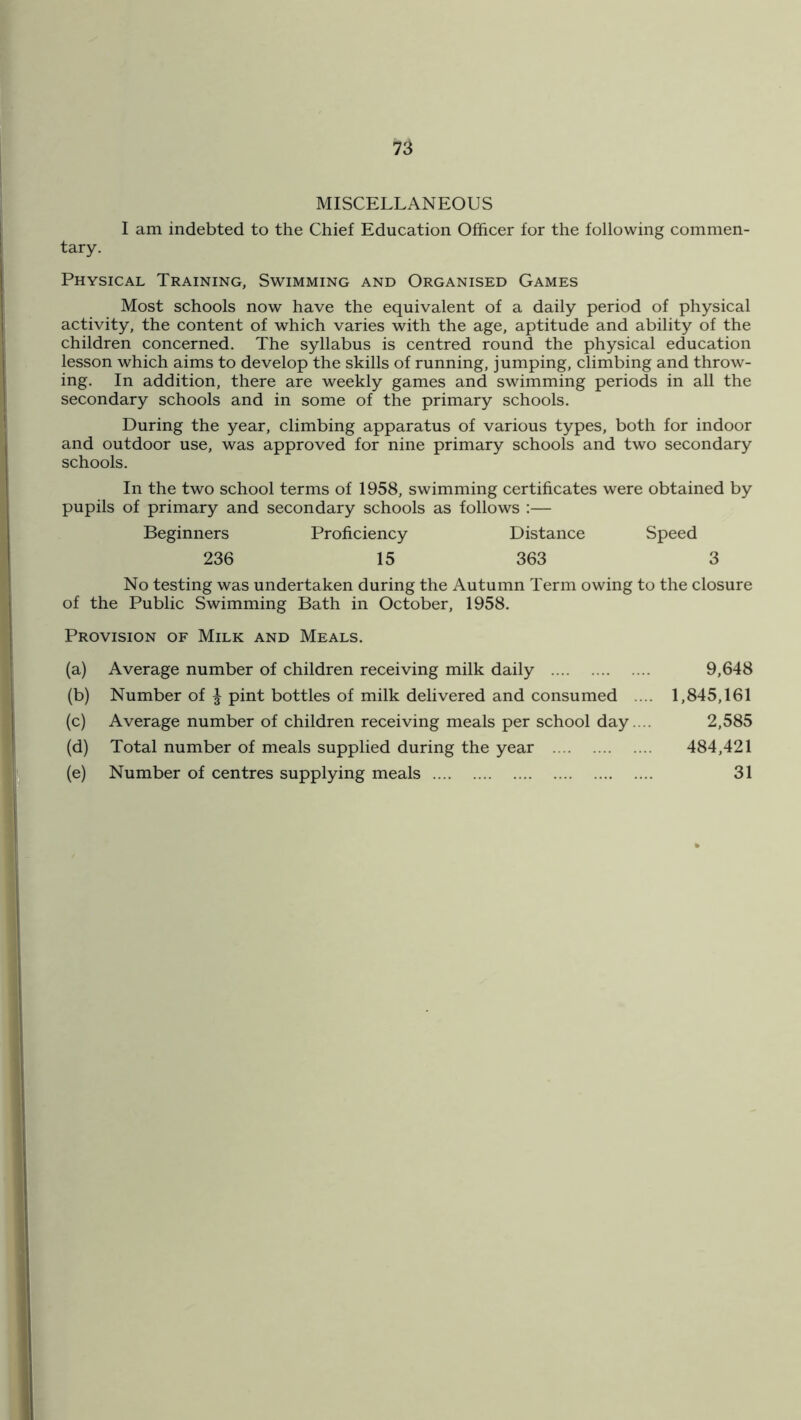 73
MISCELLANEOUS
I am indebted to the Chief Education Officer for the following commen-
tary.
Physical Training, Swimming and Organised Games
Most schools now have the equivalent of a daily period of physical
activity, the content of which varies with the age, aptitude and ability of the
children concerned. The syllabus is centred round the physical education
lesson which aims to develop the skills of running, jumping, climbing and throw-
ing. In addition, there are weekly games and swimming periods in all the
secondary schools and in some of the primary schools.
During the year, climbing apparatus of various types, both for indoor
and outdoor use, was approved for nine primary schools and two secondary
schools.
In the two school terms of 1958, swimming certificates were obtained by
pupils of primary and secondary schools as follows :—
Beginners Proficiency Distance Speed
236 15 363 3
No testing was undertaken during the Autumn Term owing to the closure
of the Public Swimming Bath in October, 1958.
Provision of Milk and Meals.
(a) Average number of children receiving milk daily .... .... .... 9,648
(b) Number of ⅓ pint bottles of milk delivered and consumed .... 1,845,161
(c) Average number of children receiving meals per school day .... 2,585
(d) Total number of meals supplied during the year .... .... .... 484,421
(e) Number of centres supplying meals .... .... .... .... .... .... 31